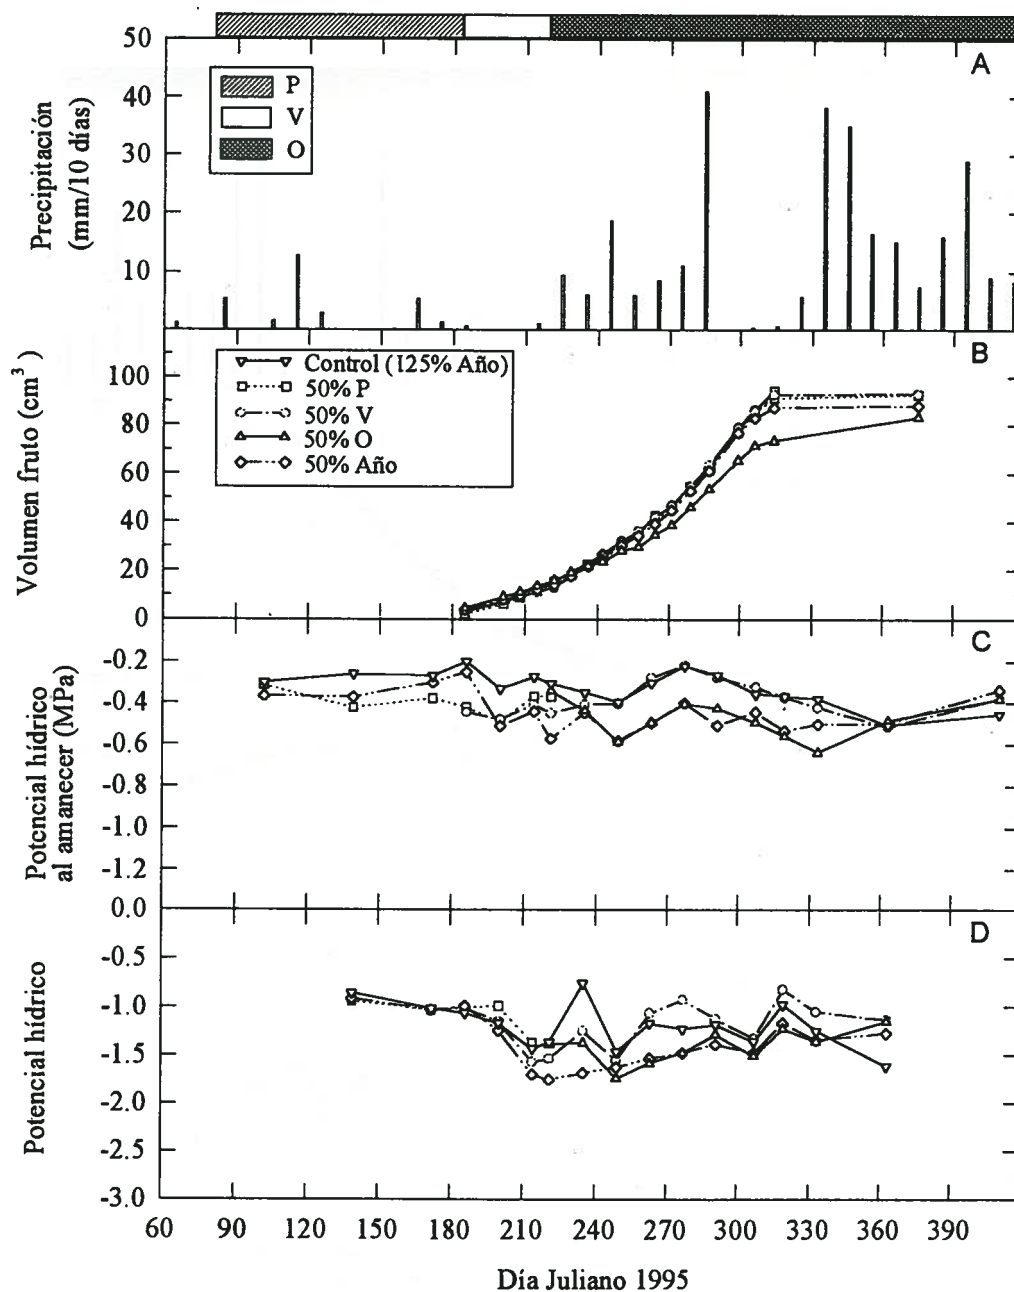 50
A
40
30
20
10
Precipitación
(mm/10 días)
P
V
O
B
100
80
60
40
20
0
Volumen fruto (cm³)
Control (125% Año)
50% P
50% V
50% O
50% Año
C
-0.2
-0.4
-0.6
-0.8
-1.0
-1.2
Potencial hídrico
al amanecer (MPa)
0.0
D
-0.5
-1.0
-1.5
-2.0
-2.5
-3.0
Potencial hídrico
60 90 120 150 180 210 240 270 300 330 360 390
Día Juliano 1995